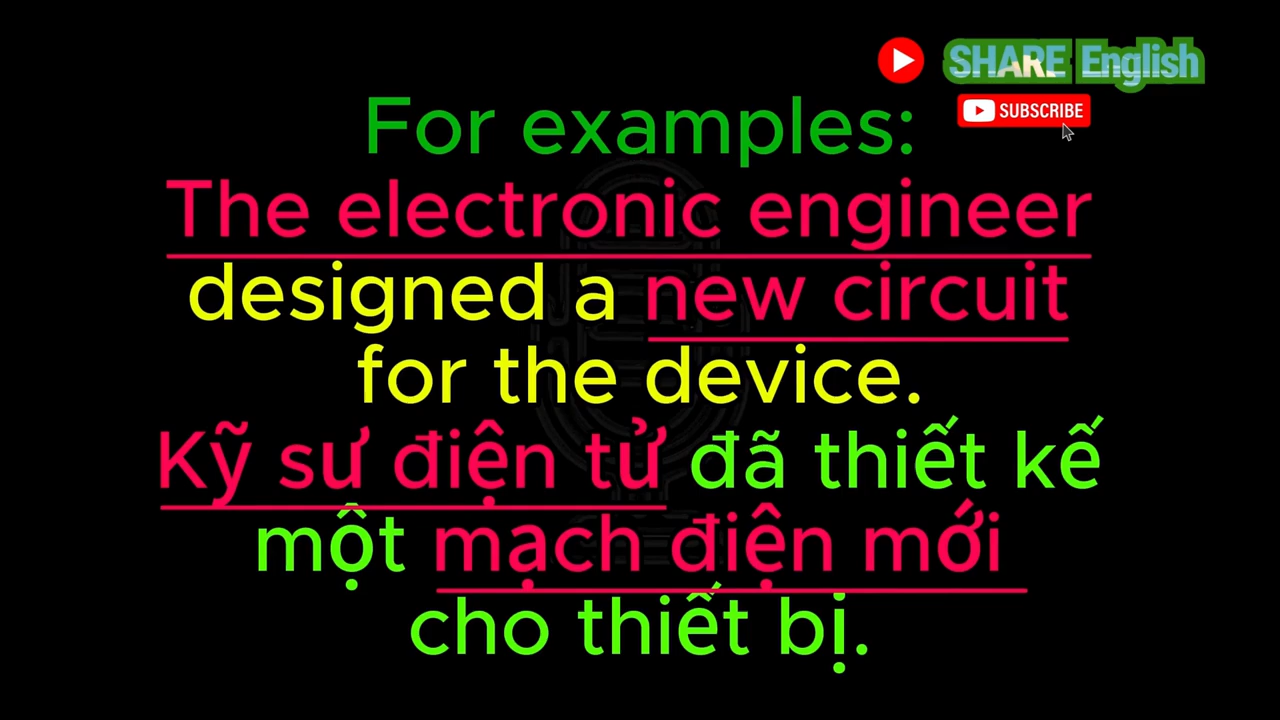 SHARE English
SUBSCRIBE
For examples:
The electronic engineer
designed a new circuit
for the device.
Kỹ sư điện tử đã thiết kế
một mạch điện mới
cho thiết bị.